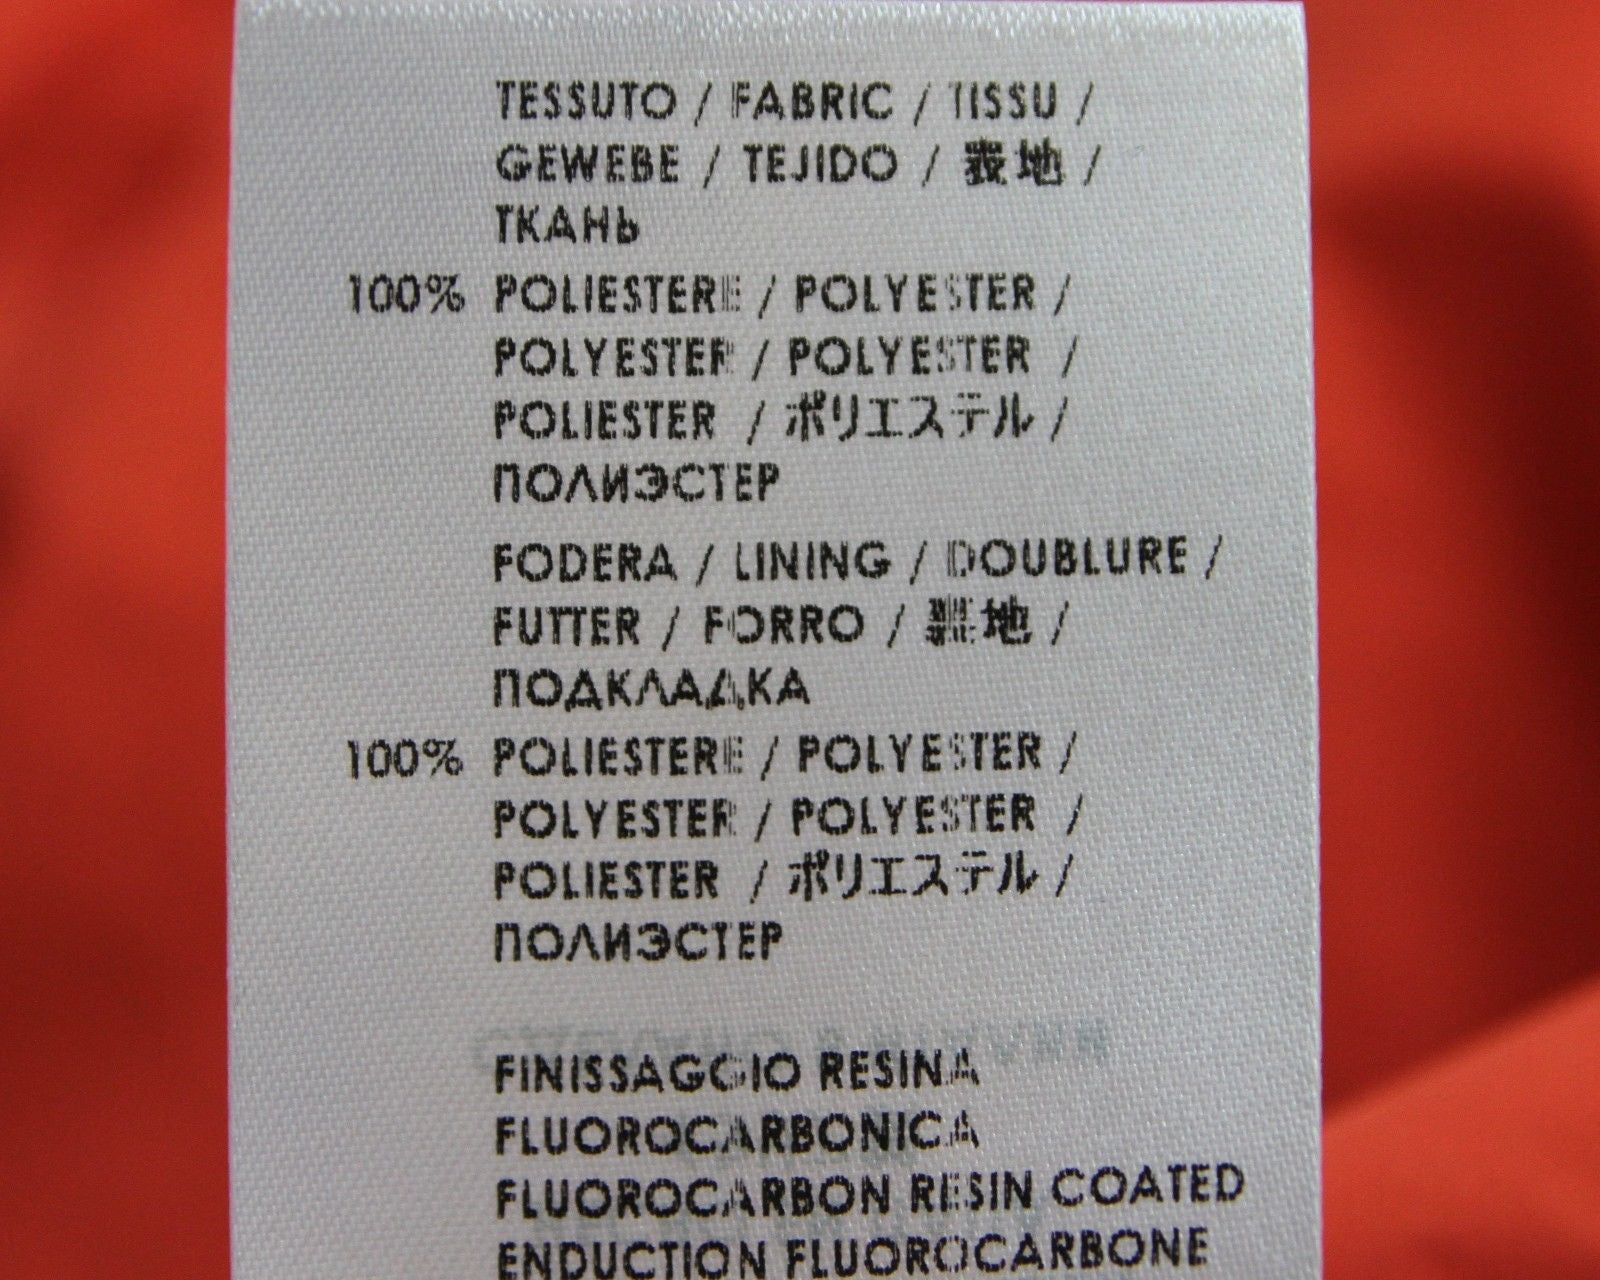 TESSUTO / FABRIC / TISSU /
GEWEBE / TEJIDO / 表地 /
ТКАНЬ
100% POLIESTERE / POLYESTER /
POLYESTER / POLYESTER /
POLIESTER / ポリエステル /
ПОЛИЭСТЕР
FODERA / LINING / DOUBLURE /
FUTTER / FORRO / 裏地 /
ПОДКЛАДКА
100% POLIESTERE / POLYESTER /
POLYESTER / POLYESTER /
POLIESTER / ポリエステル /
ПОЛИЭСТЕР
FINISSAGGIO RESINA
FLUOROCARBONICA
FLUOROCARBON RESIN COATED
ENDUCTION FLUOROCARBONE